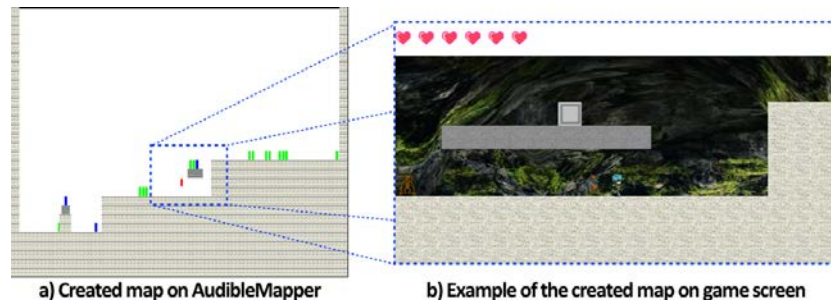 a) Created map on AudibleMapper
b) Example of the created map on game screen